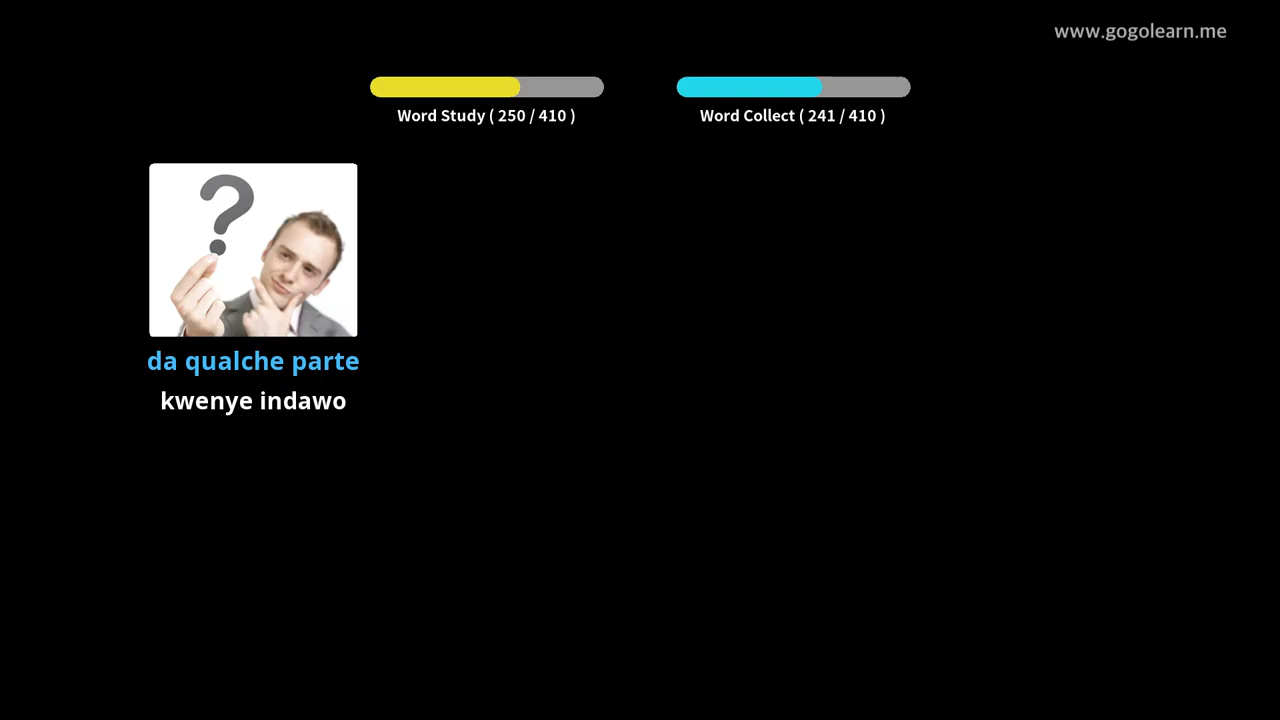 www.gogolearn.me
Word Study ( 250 / 410 )
Word Collect ( 241 / 410 )
da qualche parte
kwenye indawo